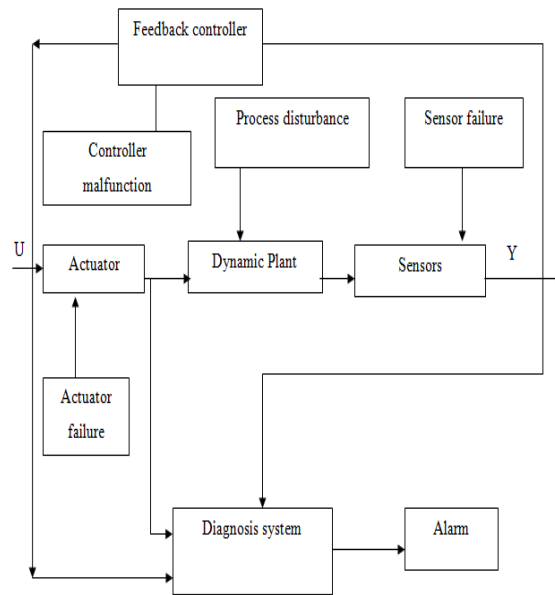 Feedback controller
Process disturbance
Sensor failure
Controller
malfunction
U
Actuator
Dynamic Plant
Sensors
Y
Actuator
failure
Diagnosis system
Alarm